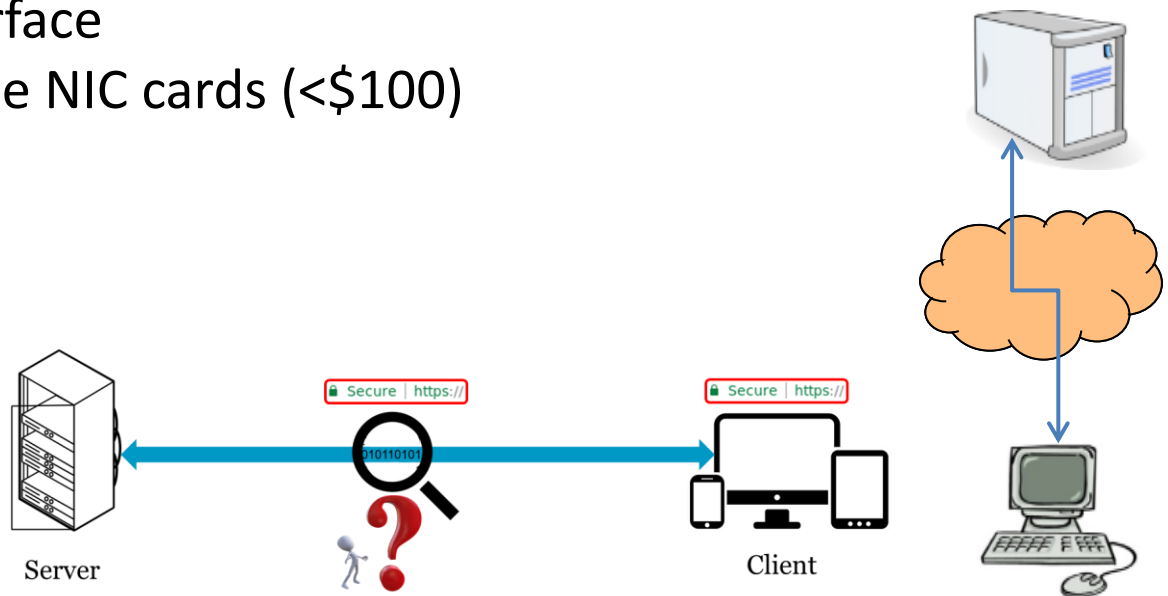 rface
e NIC cards (<$100)
Secure | https://
Secure | https://
010110101
Server
Client